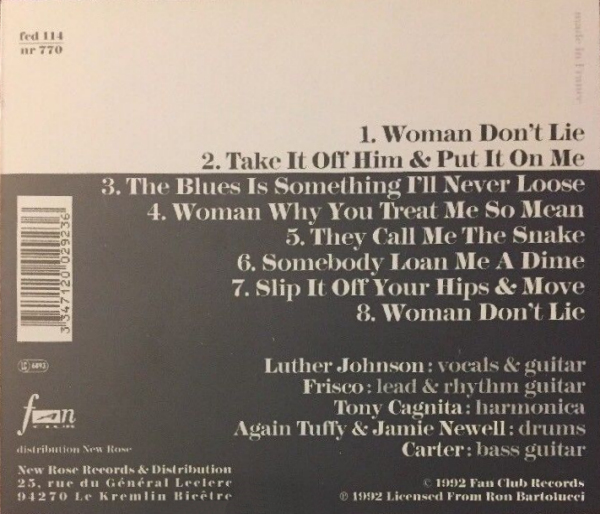 fcd 114
nr 770
made in France
1. Woman Don't Lie
2. Take It Off Him & Put It On Me
3. The Blues Is Something I'll Never Loose
4. Woman Why You Treat Me So Mean
5. They Call Me The Snake
6. Somebody Loan Me A Dime
7. Slip It Off Your Hips & Move
8. Woman Don't Lie
3 347120 029236
Luther Johnson : vocals & guitar
Frisco : lead & rhythm guitar
Tony Cagnita : harmonica
Again Tuffy & Jamie Newell : drums
Carter : bass guitar
fan
distribution New Rose
New Rose Records & Distribution
25, rue du Général Leclerc
94270 Le Kremlin Bicêtre
© 1992 Fan Club Records
℗ 1992 Licensed From Ron Bartolucci